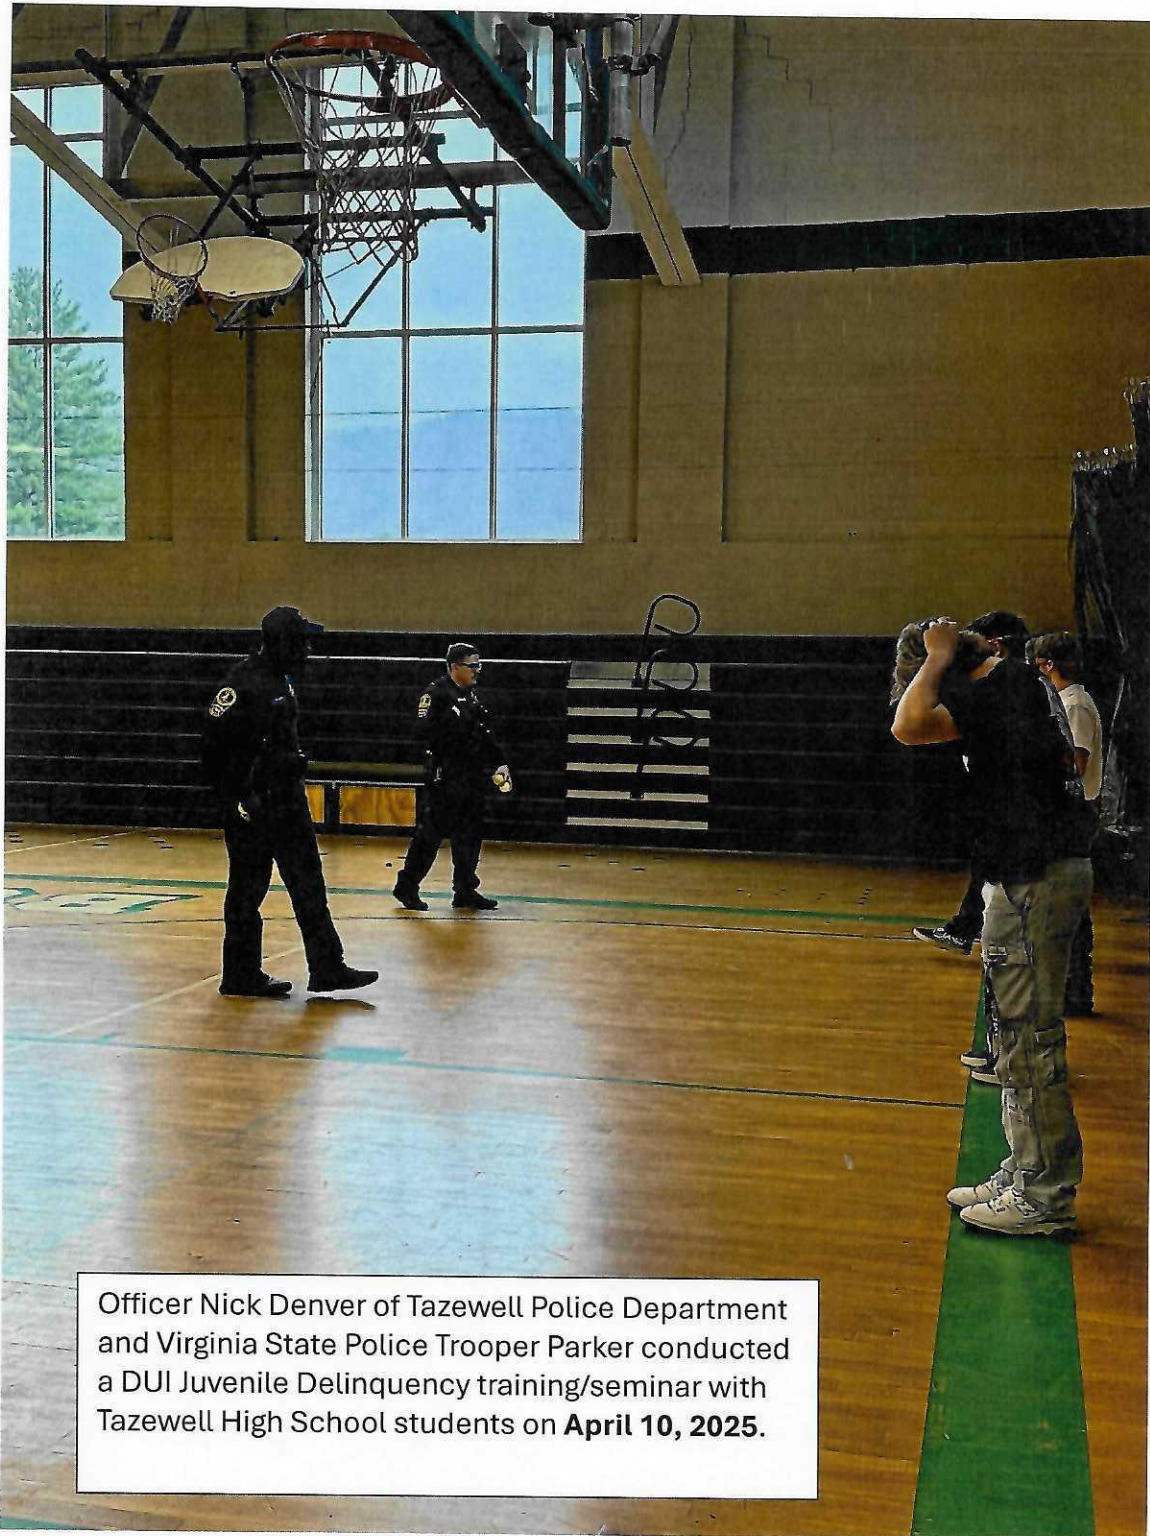 Officer Nick Denver of Tazewell Police Department
and Virginia State Police Trooper Parker conducted
a DUI Juvenile Delinquency training/seminar with
Tazewell High School students on April 10, 2025.